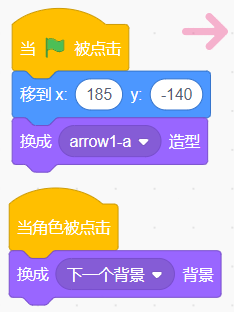 当 被点击
移到 x: 185 y: -140
换成 arrow1-a 造型
当角色被点击
换成 下一个背景 背景